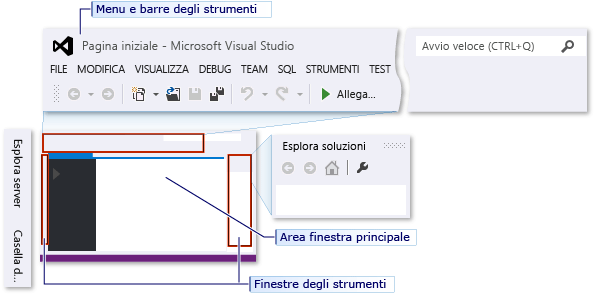 Menu e barre degli strumenti
Pagina iniziale - Microsoft Visual Studio
Avvio veloce (CTRL+Q)
FILE MODIFICA VISUALIZZA DEBUG TEAM SQL STRUMENTI TEST
Allega...
Esplora server
Casella d...
Esplora soluzioni
Area finestra principale
Finestre degli strumenti